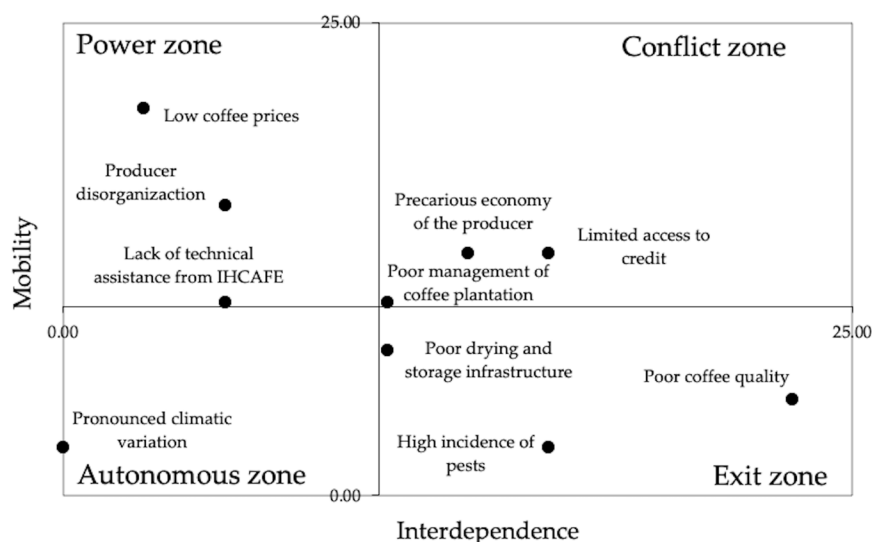 25.00
Power zone
Conflict zone
Low coffee prices
Producer
disorganizaction
Precarious economy
of the producer
Limited access to
credit
Lack of technical
assistance from IHCAFE
Poor management of
coffee plantation
Mobility
0.00
25.00
Poor drying and
storage infrastructure
Poor coffee quality
Pronounced climatic
variation
High incidence of
pests
Autonomous zone
Exit zone
0.00
Interdependence